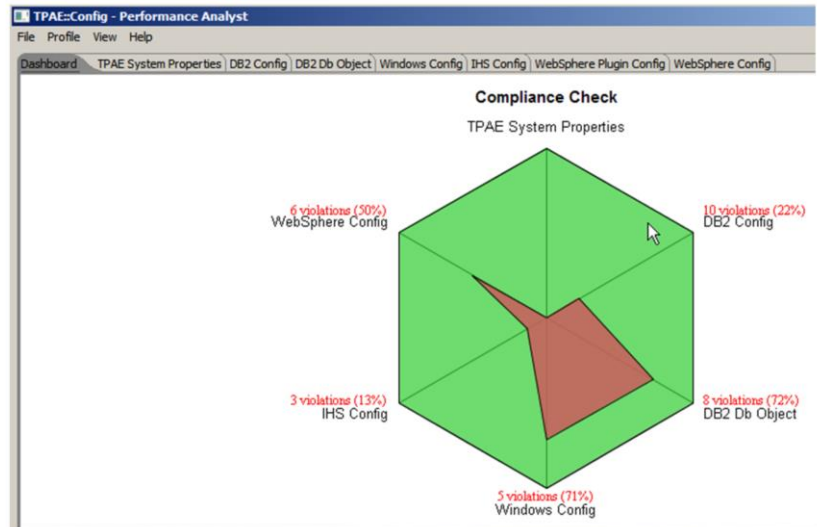 TPAE::Config - Performance Analyst
File Profile View Help
Dashboard TPAE System Properties DB2 Config DB2 Db Object Windows Config IHS Config WebSphere Plugin Config WebSphere Config
Compliance Check
TPAE System Properties
6 violations (50%)
WebSphere Config
10 violations (22%)
DB2 Config
3 violations (13%)
IHS Config
8 violations (72%)
DB2 Db Object
5 violations (71%)
Windows Config